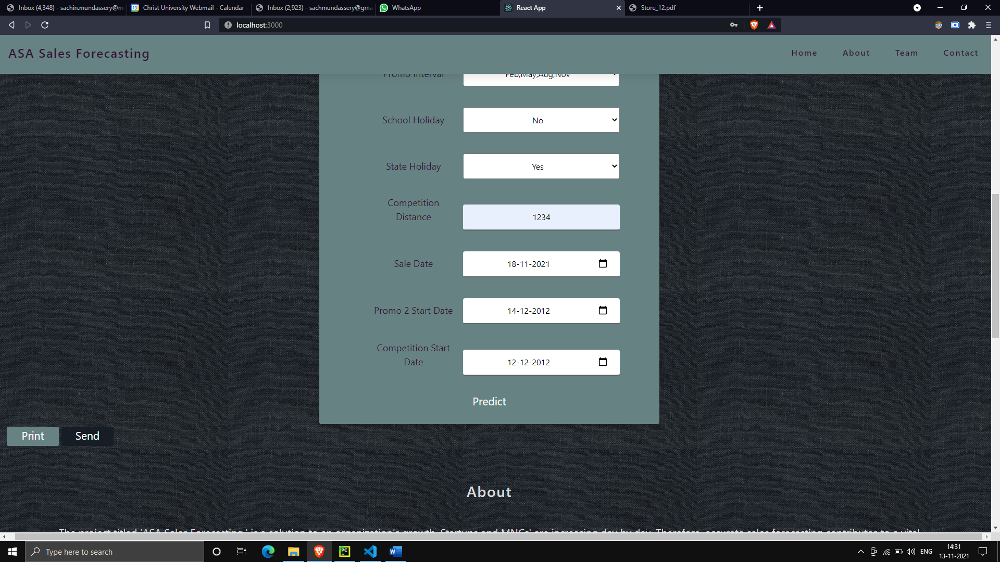 Inbox (4,348) - sachin.mundassery@m
Christ University Webmail - Calendar -
Inbox (2,923) - sachmundassery@gma
WhatsApp
React App
Store_12.pdf
localhost:3000
ASA Sales Forecasting
Home
About
Team
Contact
Promo Interval
Feb,May,Aug,Nov
School Holiday
No
State Holiday
Yes
Competition
Distance
1234
Sale Date
18-11-2021
Promo 2 Start Date
14-12-2012
Competition Start
Date
12-12-2012
Predict
Print
Send
About
The project titled 'ASA Sales Forecasting ' is a solution to an organization's growth. Startups and MNCs' are increasing day by day. Therefore, accurate sales forecasting contributes to a vital
Type here to search
ENG
14:31
13-11-2021